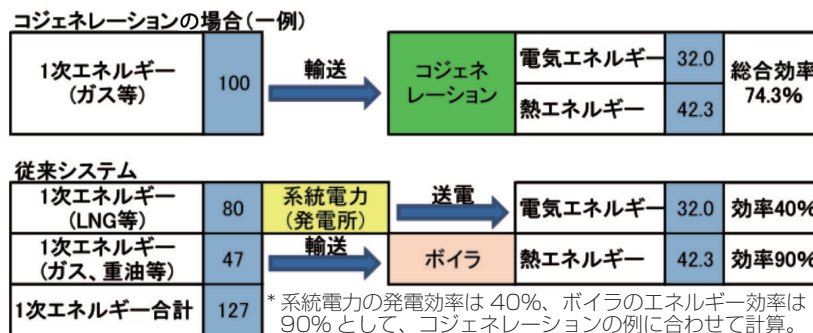 コジェネレーションの場合(一例)
1次エネルギー
(ガス等)
100
輸送
コジェネ
レーション
電気エネルギー 32.0
熱エネルギー 42.3
総合効率
74.3%
従来システム
1次エネルギー
(LNG等)
80
系統電力
(発電所)
送電
電気エネルギー 32.0 効率40%
1次エネルギー
(ガス、重油等)
47
輸送
ボイラ
熱エネルギー 42.3 効率90%
1次エネルギー合計 127
* 系統電力の発電効率は 40%、ボイラのエネルギー効率は
90% として、コジェネレーションの例に合わせて計算。